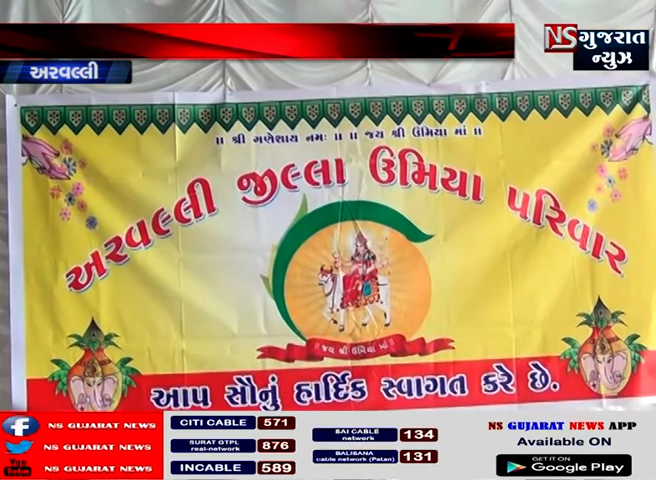 NS ગુજરાત
ન્યુઝ
અરવલ્લી
॥ શ્રી ગણેશાય નમઃ ॥ ॥ જય શ્રી ઉમિયા માં ॥
અરવલ્લી જીલ્લા ઉમિયા પરિવાર
॥ જય શ્રી ઉમિયા માં ॥
આપ સૌનું હાર્દિક સ્વાગત કરે છે.
NS GUJARAT NEWS
NS GUJARAT NEWS
You Tube NS GUJARAT NEWS
CITI CABLE 571
SURAT GTPL real-network 876
INCABLE 589
SAI CABLE network 134
BALISANA cable network (Patan) 131
NS GUJARAT NEWS APP
Available ON
GET IT ON
Google Play